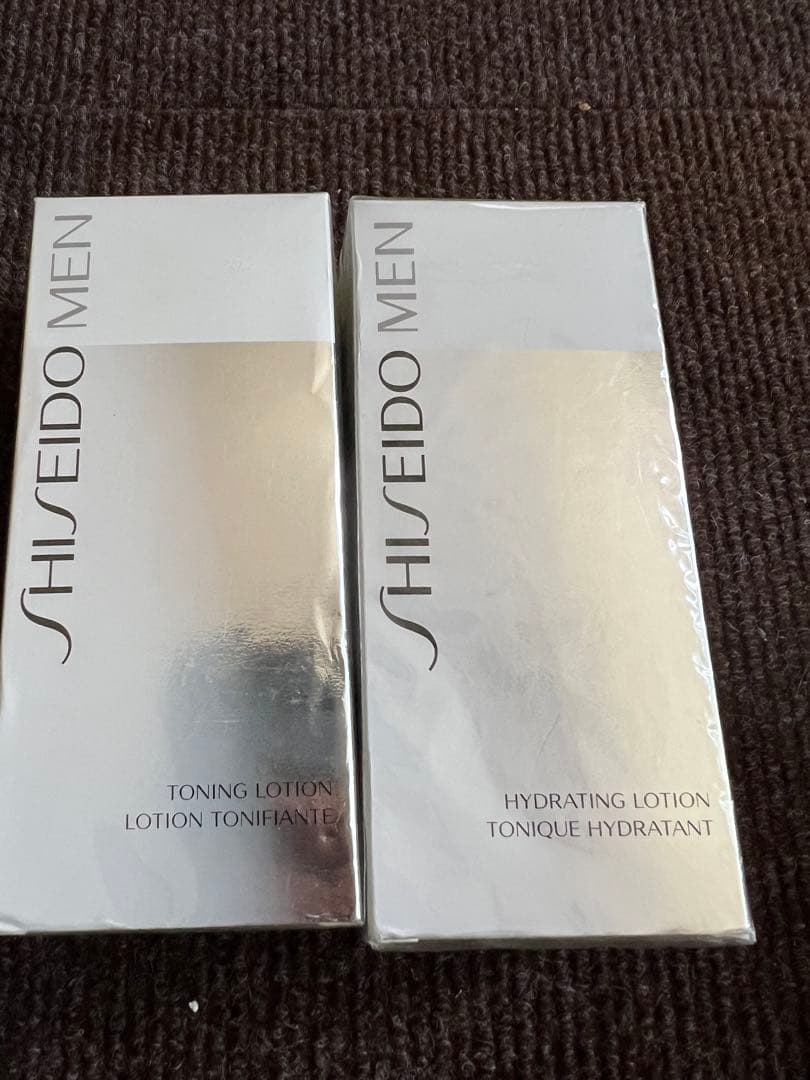 SHISEIDO MEN
TONING LOTION
LOTION TONIFIANTE
SHISEIDO MEN
HYDRATING LOTION
TONIQUE HYDRATANT